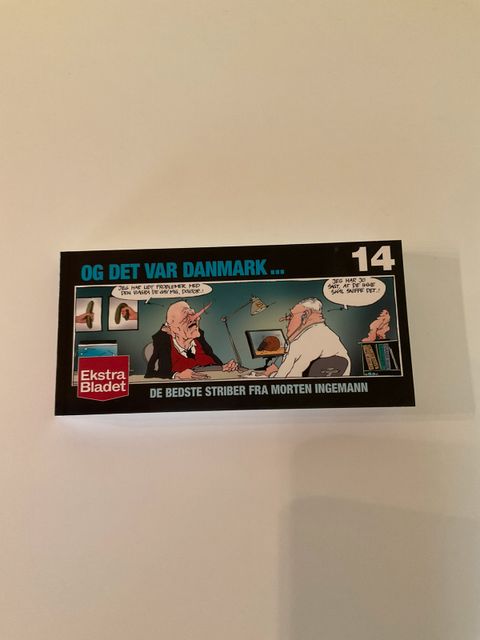 OG DET VAR DANMARK...
14
JEG HAR LIDT PROBLEMER MED
DEN VIAGRA DE GAV MIG, DOKTOR!
JEG HAR JO
SAGT, AT DE IKKE
SKAL SNIFFE DET!
Ekstra
Bladet
DE BEDSTE STRIBER FRA MORTEN INGEMANN